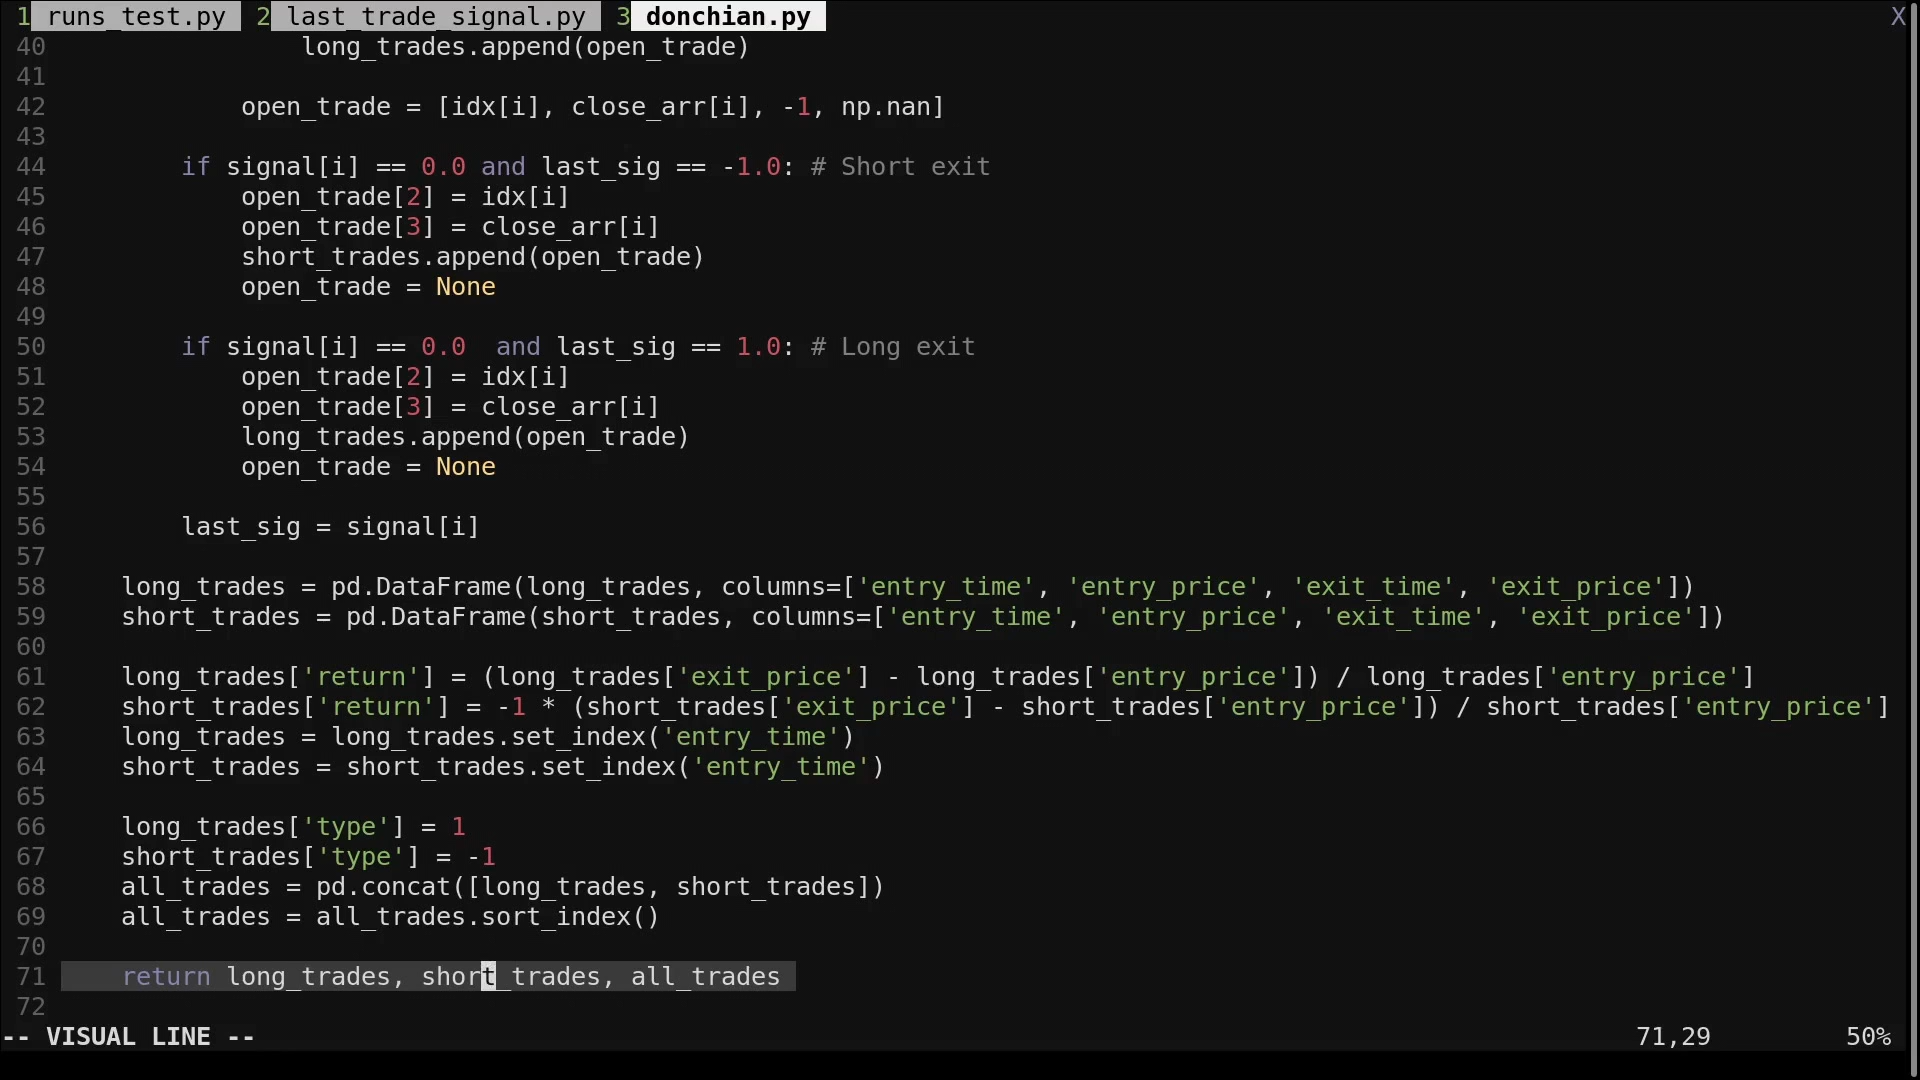 1 runs_test.py 2 last_trade_signal.py 3 donchian.py X
40                 long_trades.append(open_trade)
41
42             open_trade = [idx[i], close_arr[i], -1, np.nan]
43
44         if signal[i] == 0.0 and last_sig == -1.0: # Short exit
45             open_trade[2] = idx[i]
46             open_trade[3] = close_arr[i]
47             short_trades.append(open_trade)
48             open_trade = None
49
50         if signal[i] == 0.0  and last_sig == 1.0: # Long exit
51             open_trade[2] = idx[i]
52             open_trade[3] = close_arr[i]
53             long_trades.append(open_trade)
54             open_trade = None
55
56         last_sig = signal[i]
57
58     long_trades = pd.DataFrame(long_trades, columns=['entry_time', 'entry_price', 'exit_time', 'exit_price'])
59     short_trades = pd.DataFrame(short_trades, columns=['entry_time', 'entry_price', 'exit_time', 'exit_price'])
60
61     long_trades['return'] = (long_trades['exit_price'] - long_trades['entry_price']) / long_trades['entry_price']
62     short_trades['return'] = -1 * (short_trades['exit_price'] - short_trades['entry_price']) / short_trades['entry_price']
63     long_trades = long_trades.set_index('entry_time')
64     short_trades = short_trades.set_index('entry_time')
65
66     long_trades['type'] = 1
67     short_trades['type'] = -1
68     all_trades = pd.concat([long_trades, short_trades])
69     all_trades = all_trades.sort_index()
70
71     return long_trades, short_trades, all_trades
72
-- VISUAL LINE -- 71,29 50%